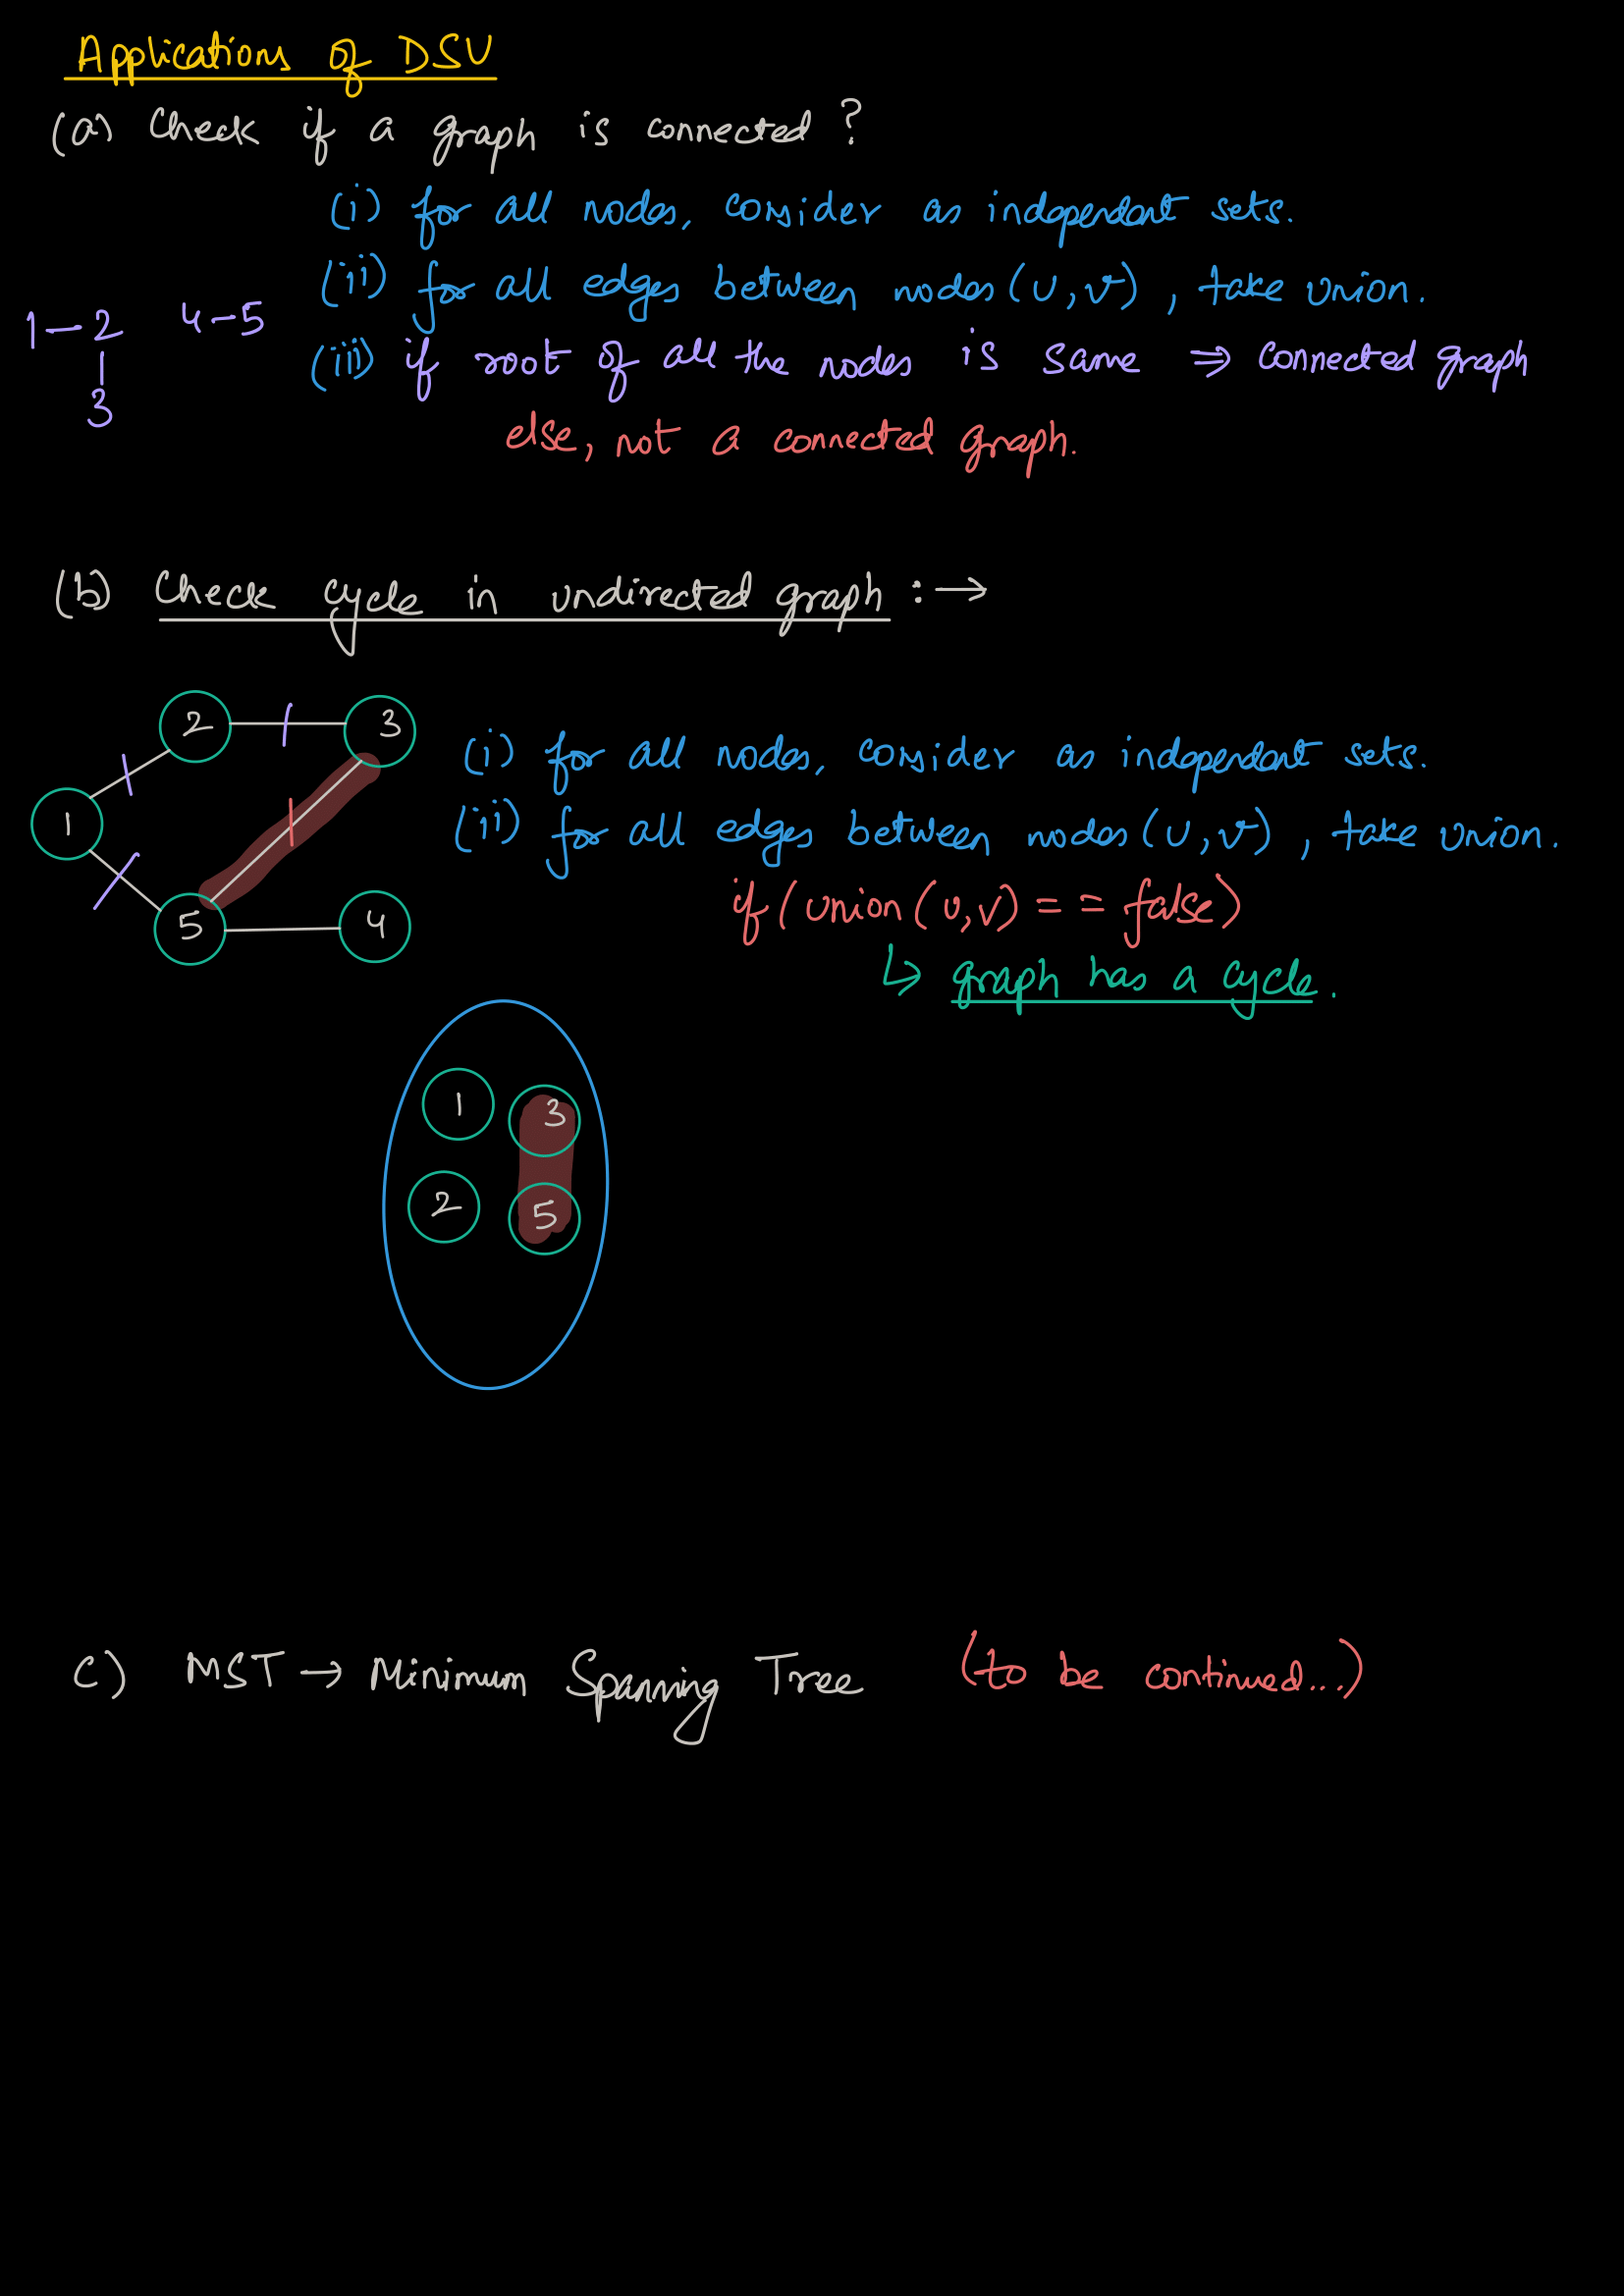 Applications of DSU
(a) Check if a graph is connected ?
(i) for all nodes, consider as independent sets.
(ii) for all edges between nodes (u,v) , take union.
1 - 2 4 - 5
3
(iii) if root of all the nodes is same ⇒ connected graph
else, not a connected graph.
(b) Check cycle in undirected graph : →
2 3
1
5 4
(i) for all nodes, consider as independent sets.
(ii) for all edges between nodes (u,v) , take union.
if (union (u,v) = = false)
↳ graph has a cycle.
1 3
2 5
c) MST → Minimum Spanning Tree (to be continued...)